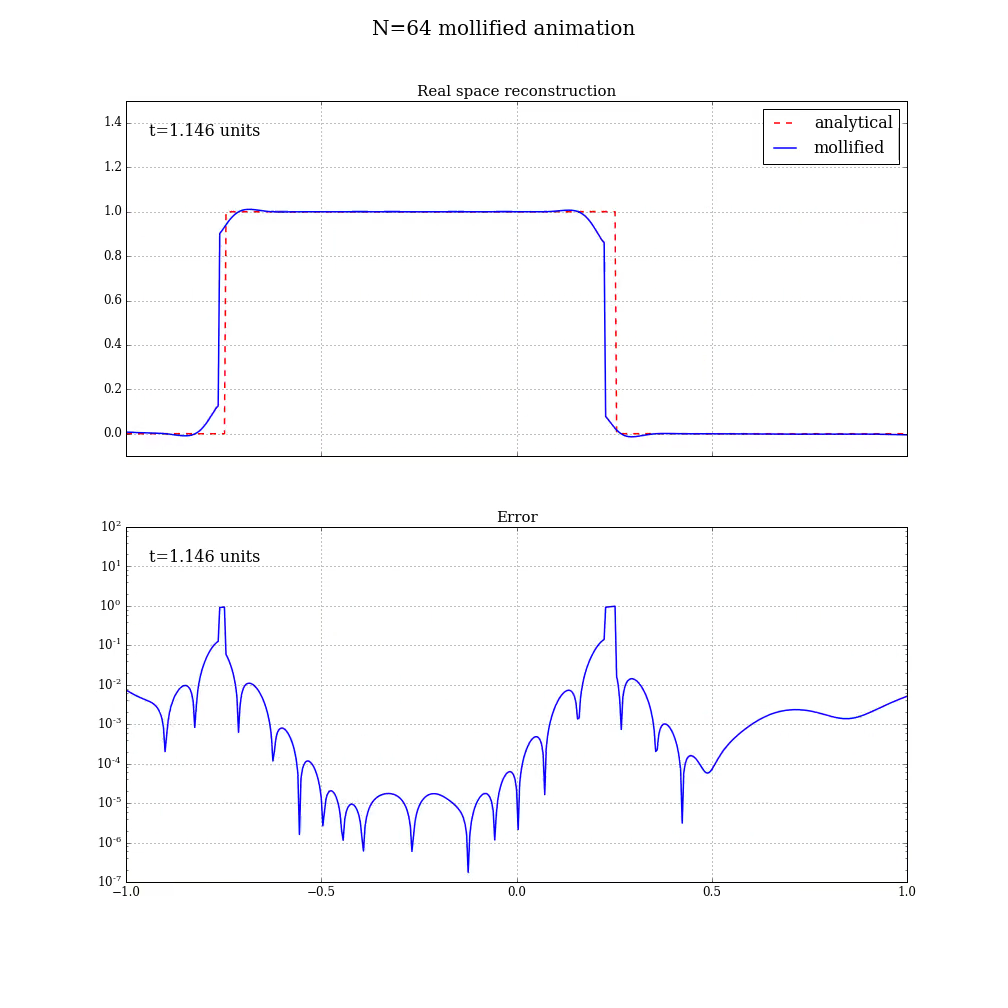 N=64 mollified animation
Real space reconstruction
t=1.146 units
analytical
mollified
1.4
1.2
1.0
0.8
0.6
0.4
0.2
0.0
Error
t=1.146 units
10²
10¹
10⁰
10⁻¹
10⁻²
10⁻³
10⁻⁴
10⁻⁵
10⁻⁶
10⁻⁷
−1.0 −0.5 0.0 0.5 1.0